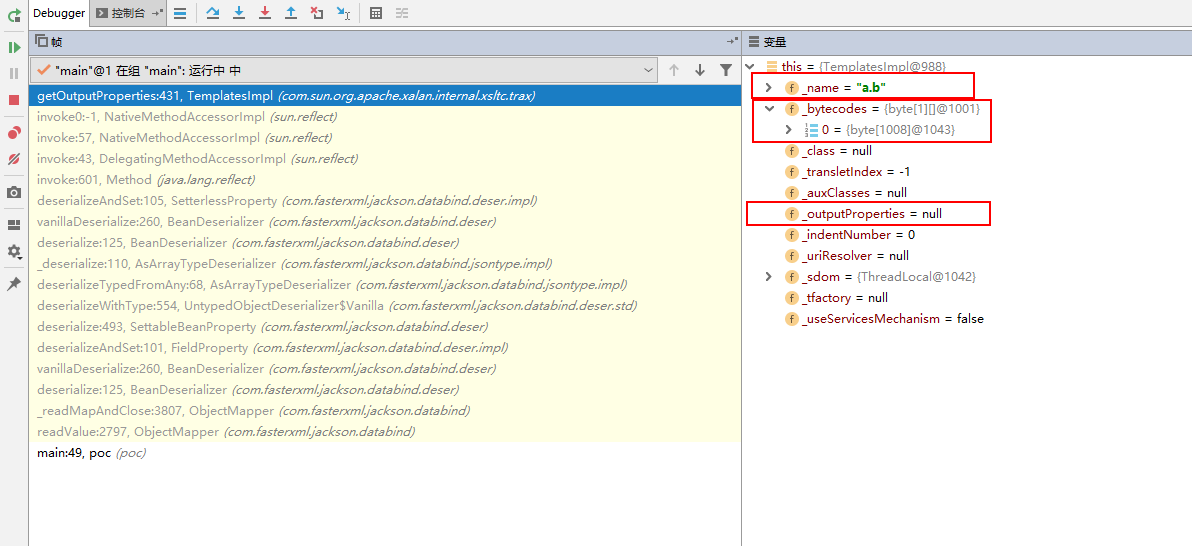 Debugger 控制台
帧
变量
"main"@1 在组 "main": 运行中 中
getOutputProperties:431, TemplatesImpl (com.sun.org.apache.xalan.internal.xsltc.trax)
invoke0:-1, NativeMethodAccessorImpl (sun.reflect)
invoke:57, NativeMethodAccessorImpl (sun.reflect)
invoke:43, DelegatingMethodAccessorImpl (sun.reflect)
invoke:601, Method (java.lang.reflect)
deserializeAndSet:105, SetterlessProperty (com.fasterxml.jackson.databind.deser.impl)
vanillaDeserialize:260, BeanDeserializer (com.fasterxml.jackson.databind.deser)
deserialize:125, BeanDeserializer (com.fasterxml.jackson.databind.deser)
_deserialize:110, AsArrayTypeDeserializer (com.fasterxml.jackson.databind.jsontype.impl)
deserializeTypedFromAny:68, AsArrayTypeDeserializer (com.fasterxml.jackson.databind.jsontype.impl)
deserializeWithType:554, UntypedObjectDeserializer$Vanilla (com.fasterxml.jackson.databind.deser.std)
deserialize:493, SettableBeanProperty (com.fasterxml.jackson.databind.deser)
deserializeAndSet:101, FieldProperty (com.fasterxml.jackson.databind.deser.impl)
vanillaDeserialize:260, BeanDeserializer (com.fasterxml.jackson.databind.deser)
deserialize:125, BeanDeserializer (com.fasterxml.jackson.databind.deser)
_readMapAndClose:3807, ObjectMapper (com.fasterxml.jackson.databind)
readValue:2797, ObjectMapper (com.fasterxml.jackson.databind)
main:49, poc (poc)
this = {TemplatesImpl@988}
_name = "a.b"
_bytecodes = {byte[1][]@1001}
0 = {byte[1008]@1043}
_class = null
_transletIndex = -1
_auxClasses = null
_outputProperties = null
_indentNumber = 0
_uriResolver = null
_sdom = {ThreadLocal@1042}
_tfactory = null
_useServicesMechanism = false